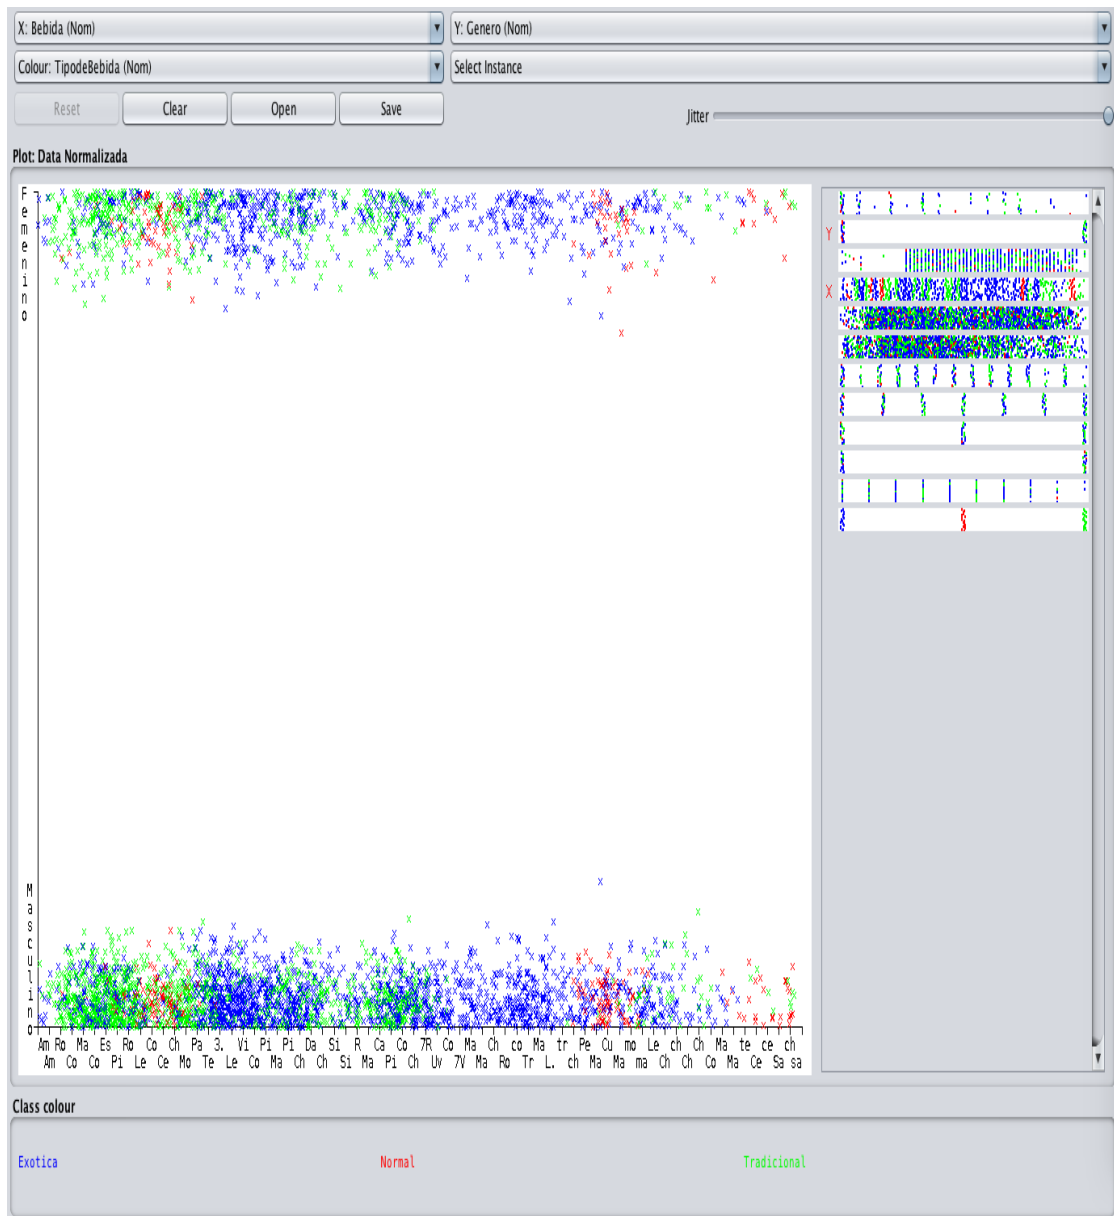 X: Bebida (Nom)
Y: Genero (Nom)
Colour: TipodeBebida (Nom)
Select Instance
Reset
Clear
Open
Save
Jitter
Plot: Data Normalizada
Femenino
Y
X
Masculino
Am Ro Ma Es Ro Co Ch Pa 3. Vi Pi Pi Da Si R Ca Co 7R Co Ma Ch co Ma tr Pe Cu mo Le ch Ch Ma te ce ch
Am Co Co Pi Le Ce Mo Te Le Co Ma Ch Ch Si Ma Pi Ch Uv 7V Ma Ro Tr L. ch Ma Ma ma Ch Ch Co Ma Ce Sa sa
Class colour
Exotica
Normal
Tradicional